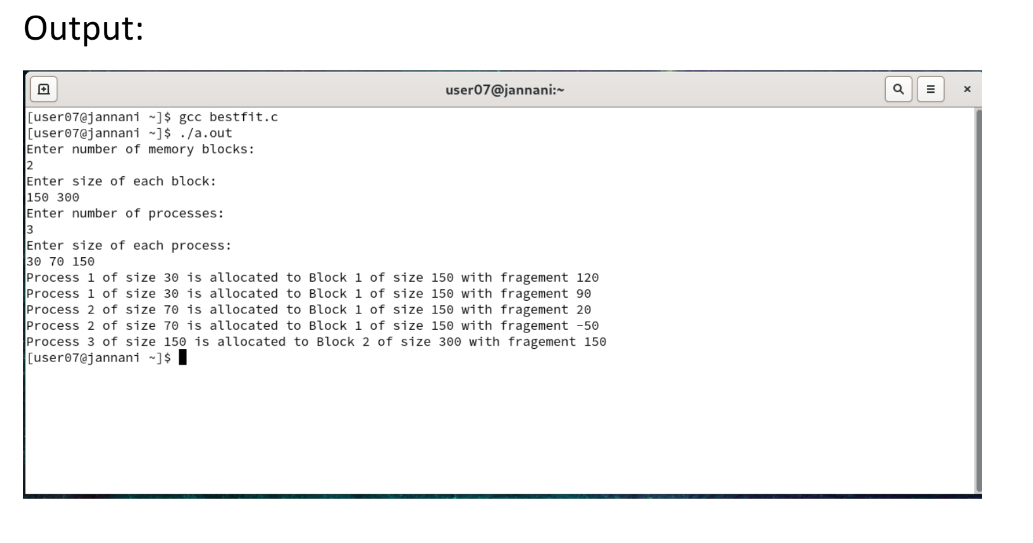 Output:
user07@jannani:~
[user07@jannani ~]$ gcc bestfit.c
[user07@jannani ~]$ ./a.out
Enter number of memory blocks:
2
Enter size of each block:
150 300
Enter number of processes:
3
Enter size of each process:
30 70 150
Process 1 of size 30 is allocated to Block 1 of size 150 with fragement 120
Process 1 of size 30 is allocated to Block 1 of size 150 with fragement 90
Process 2 of size 70 is allocated to Block 1 of size 150 with fragement 20
Process 2 of size 70 is allocated to Block 1 of size 150 with fragement -50
Process 3 of size 150 is allocated to Block 2 of size 300 with fragement 150
[user07@jannani ~]$